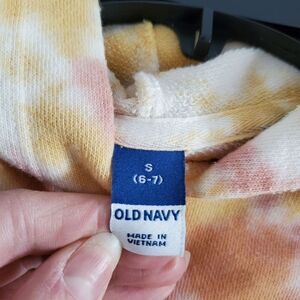 S
(6-7)
OLD NAVY
MADE IN
VIETNAM